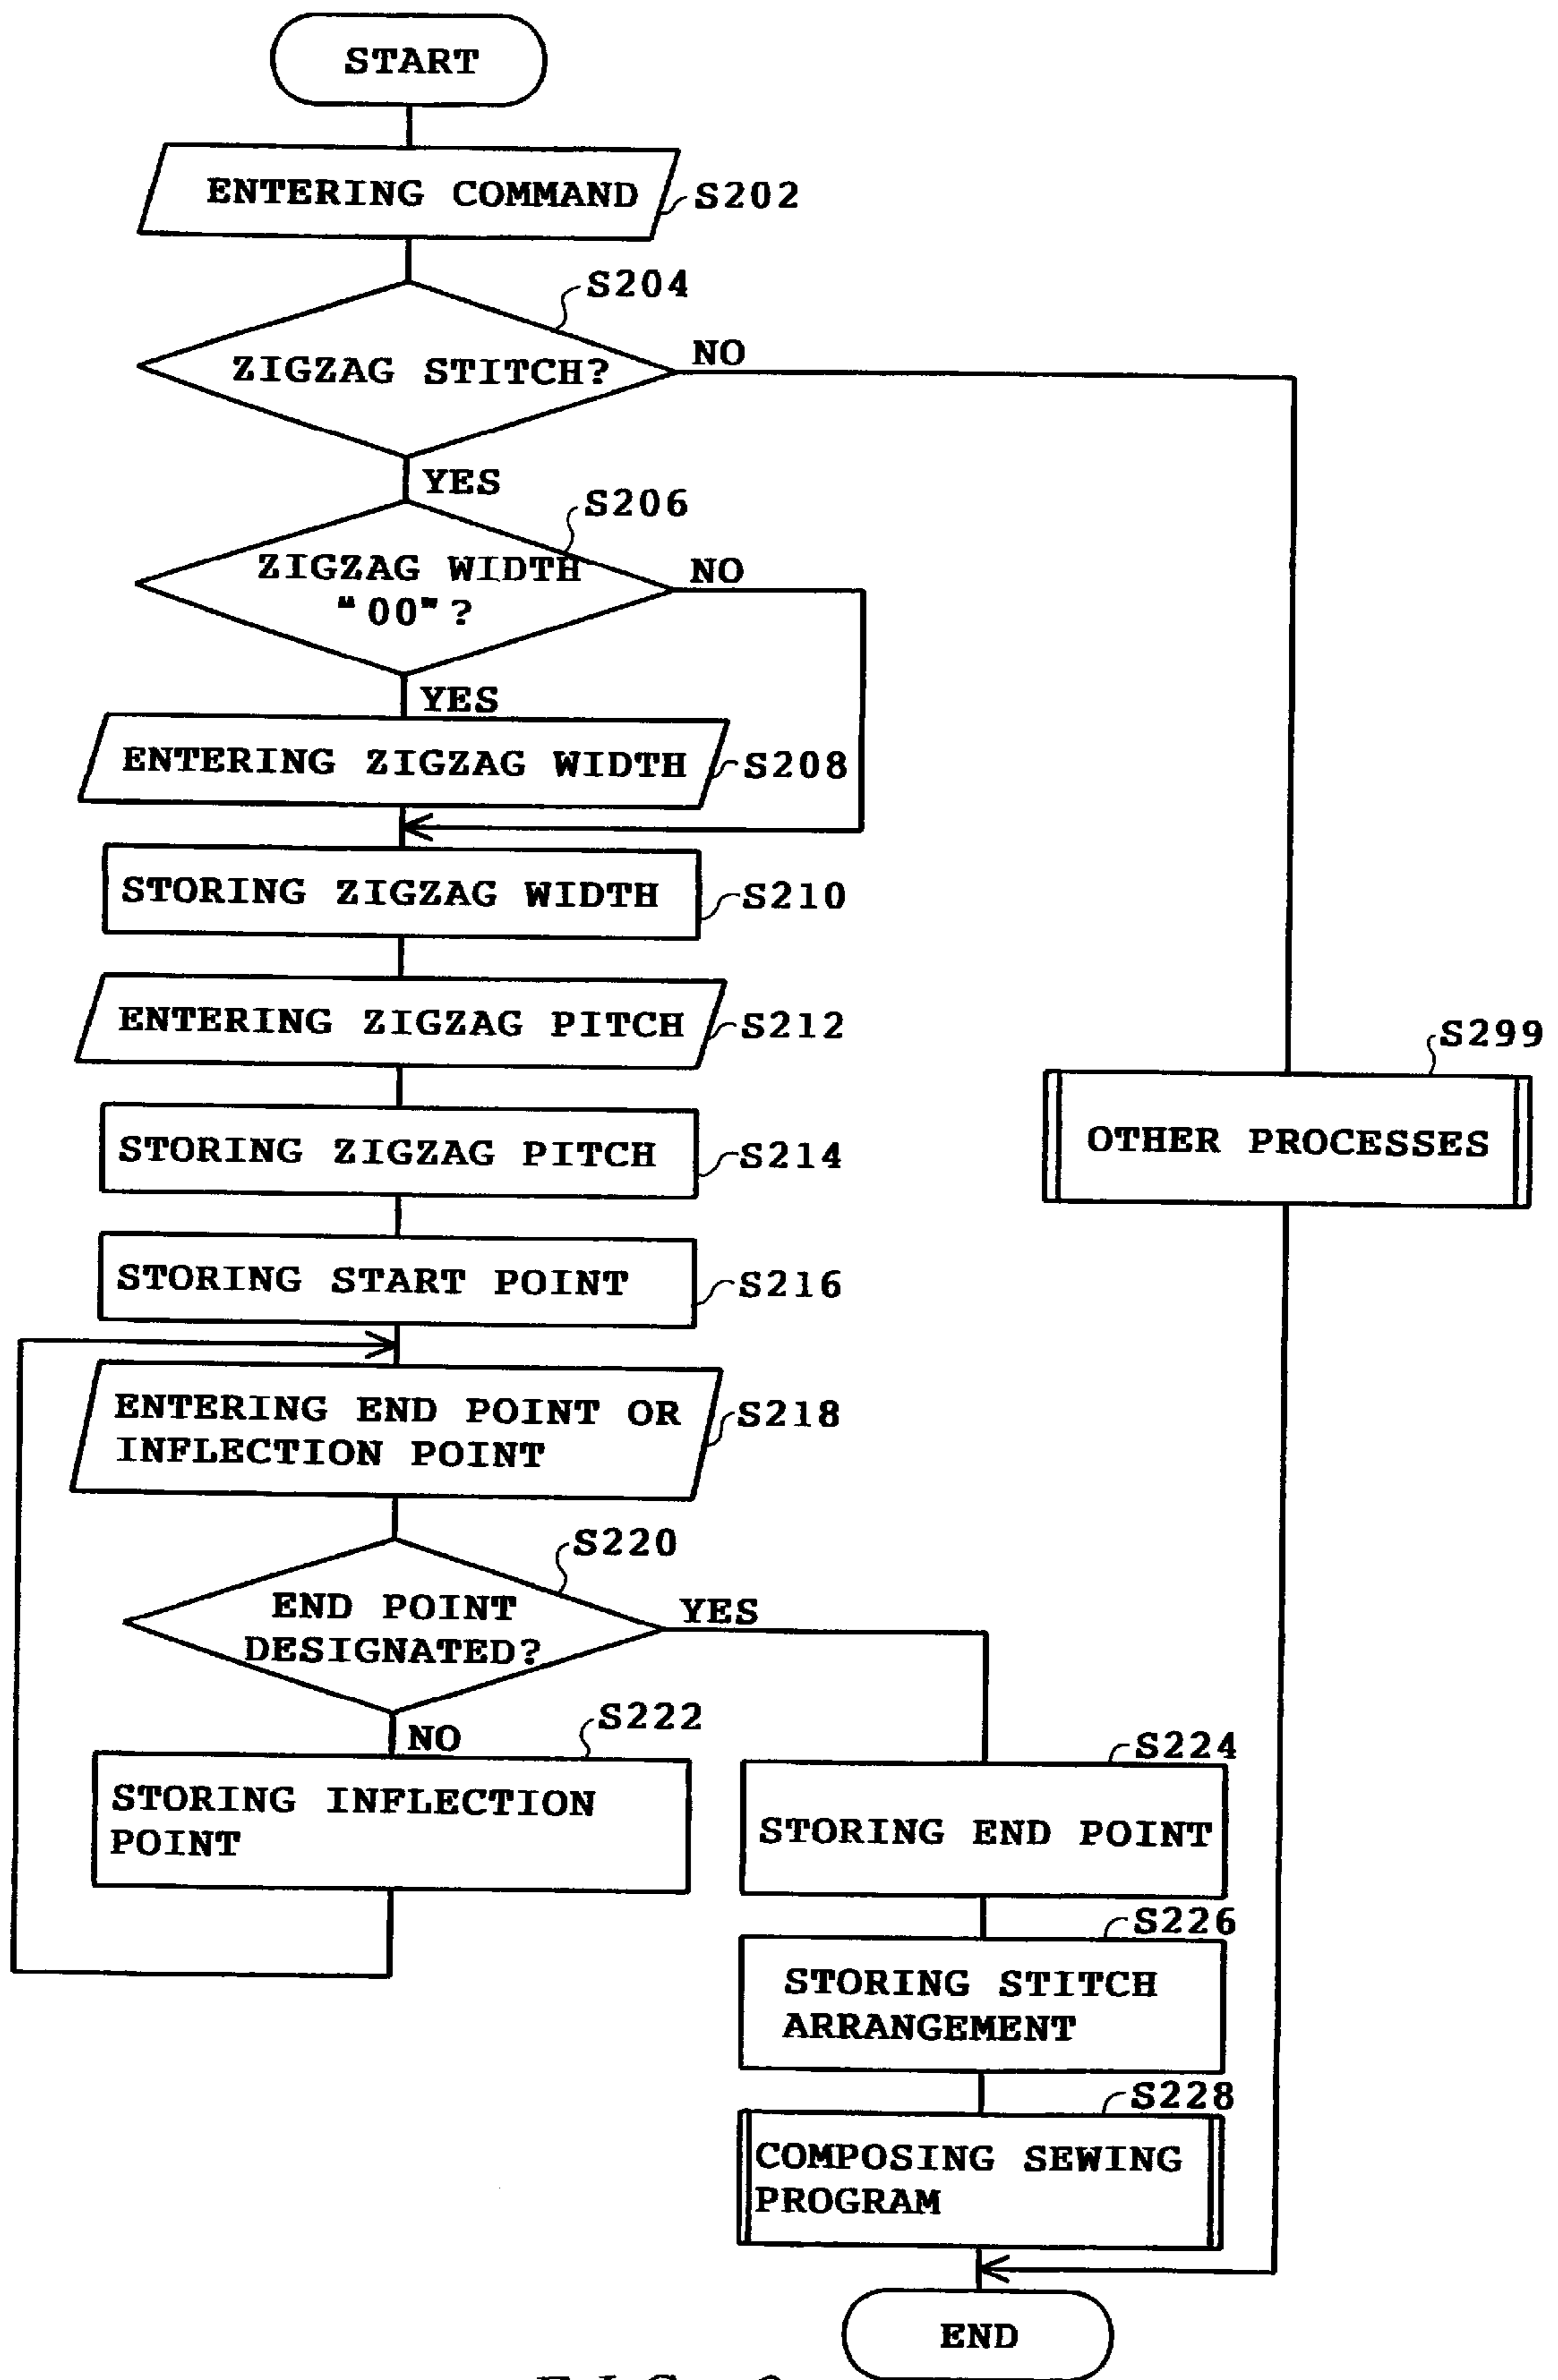 START
ENTERING COMMAND
S202
S204
ZIGZAG STITCH?
NO
YES
S206
ZIGZAG WIDTH
"00"?
NO
YES
ENTERING ZIGZAG WIDTH
S208
STORING ZIGZAG WIDTH
S210
ENTERING ZIGZAG PITCH
S212
STORING ZIGZAG PITCH
S214
S299
OTHER PROCESSES
STORING START POINT
S216
ENTERING END POINT OR
INFLECTION POINT
S218
S220
END POINT
DESIGNATED?
YES
NO
S222
STORING INFLECTION
POINT
S224
STORING END POINT
S226
STORING STITCH
ARRANGEMENT
S228
COMPOSING SEWING
PROGRAM
END